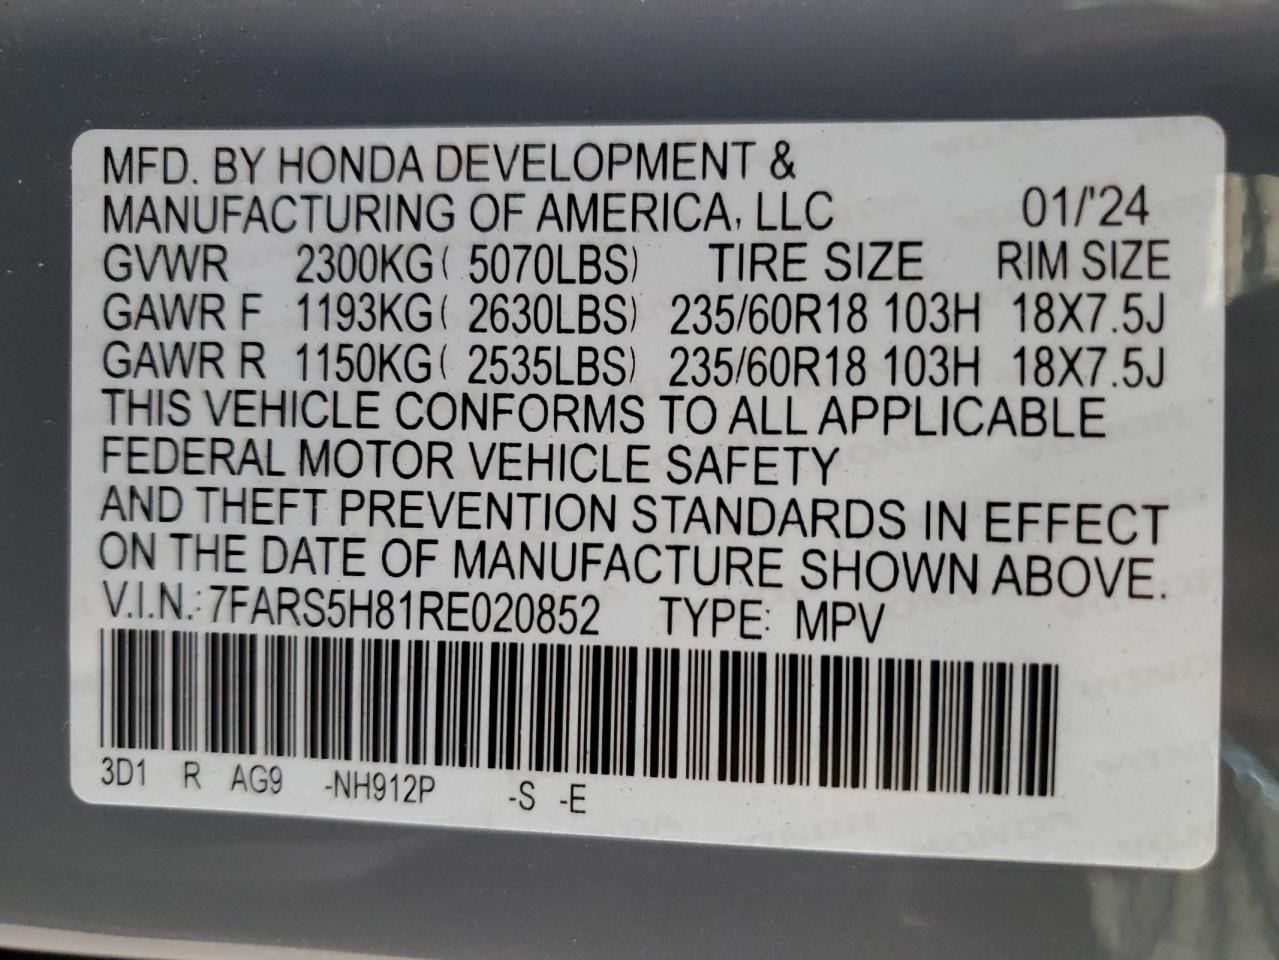 MFD. BY HONDA DEVELOPMENT &
MANUFACTURING OF AMERICA, LLC 01/'24
GVWR 2300KG( 5070LBS) TIRE SIZE RIM SIZE
GAWR F 1193KG( 2630LBS) 235/60R18 103H 18X7.5J
GAWR R 1150KG( 2535LBS) 235/60R18 103H 18X7.5J
THIS VEHICLE CONFORMS TO ALL APPLICABLE
FEDERAL MOTOR VEHICLE SAFETY
AND THEFT PREVENTION STANDARDS IN EFFECT
ON THE DATE OF MANUFACTURE SHOWN ABOVE.
V.I.N.: 7FARS5H81RE020852 TYPE: MPV
3D1 R AG9 -NH912P -S -E